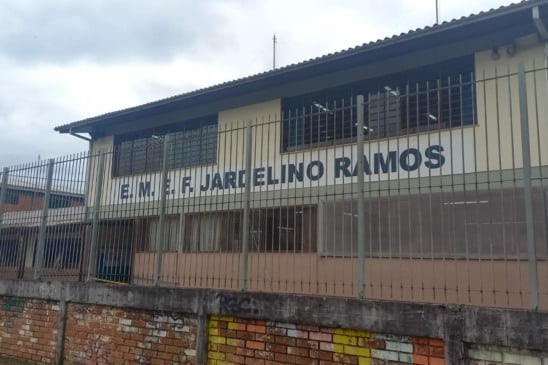 E. M. E. F. JARDELINO RAMOS